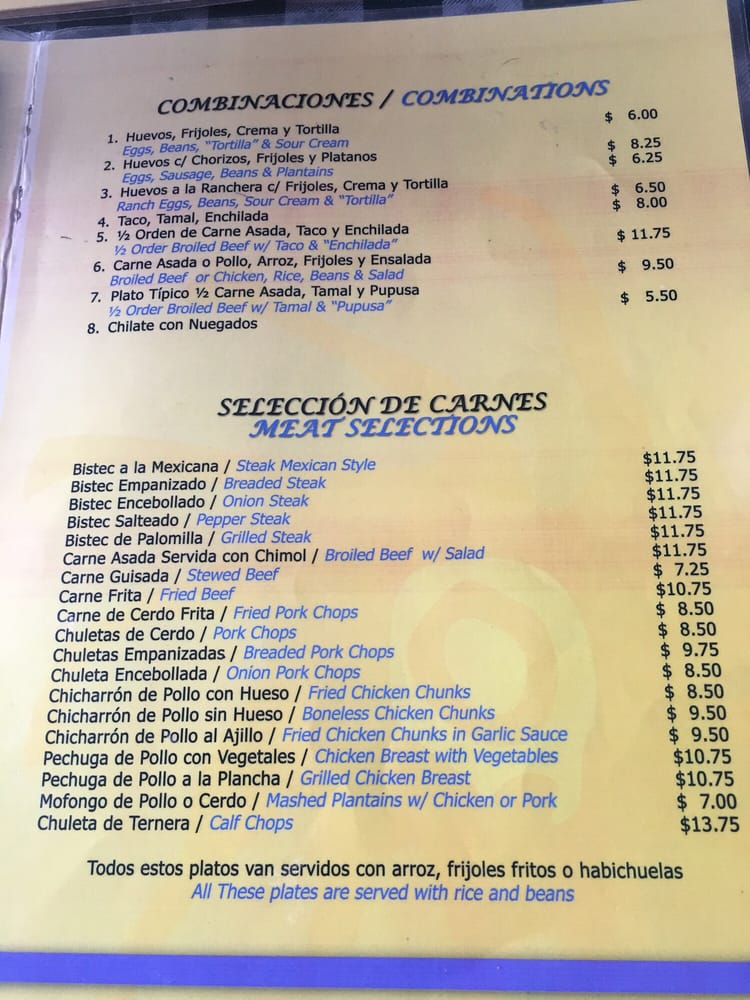 COMBINACIONES / COMBINATIONS
1. Huevos, Frijoles, Crema y Tortilla $ 6.00
Eggs, Beans, "Tortilla" & Sour Cream
2. Huevos c/ Chorizos, Frijoles y Platanos $ 8.25
Eggs, Sausage, Beans & Plantains
3. Huevos a la Ranchera c/ Frijoles, Crema y Tortilla $ 6.25
Ranch Eggs, Beans, Sour Cream & "Tortilla"
4. Taco, Tamal, Enchilada $ 6.50
5. ½ Orden de Carne Asada, Taco y Enchilada $ 8.00
½ Order Broiled Beef w/ Taco & "Enchilada"
6. Carne Asada o Pollo, Arroz, Frijoles y Ensalada $ 11.75
Broiled Beef or Chicken, Rice, Beans & Salad
7. Plato Típico ½ Carne Asada, Tamal y Pupusa $ 9.50
½ Order Broiled Beef w/ Tamal & "Pupusa"
8. Chilate con Nuegados $ 5.50
SELECCIÓN DE CARNES
MEAT SELECTIONS
Bistec a la Mexicana / Steak Mexican Style $11.75
Bistec Empanizado / Breaded Steak $11.75
Bistec Encebollado / Onion Steak $11.75
Bistec Salteado / Pepper Steak $11.75
Bistec de Palomilla / Grilled Steak $11.75
Carne Asada Servida con Chimol / Broiled Beef w/ Salad $11.75
Carne Guisada / Stewed Beef $ 7.25
Carne Frita / Fried Beef $10.75
Carne de Cerdo Frita / Fried Pork Chops $ 8.50
Chuletas de Cerdo / Pork Chops $ 8.50
Chuletas Empanizadas / Breaded Pork Chops $ 9.75
Chuleta Encebollada / Onion Pork Chops $ 8.50
Chicharrón de Pollo con Hueso / Fried Chicken Chunks $ 8.50
Chicharrón de Pollo sin Hueso / Boneless Chicken Chunks $ 9.50
Chicharrón de Pollo al Ajillo / Fried Chicken Chunks in Garlic Sauce $ 9.50
Pechuga de Pollo con Vegetales / Chicken Breast with Vegetables $10.75
Pechuga de Pollo a la Plancha / Grilled Chicken Breast $10.75
Mofongo de Pollo o Cerdo / Mashed Plantains w/ Chicken or Pork $ 7.00
Chuleta de Ternera / Calf Chops $13.75
Todos estos platos van servidos con arroz, frijoles fritos o habichuelas
All These plates are served with rice and beans